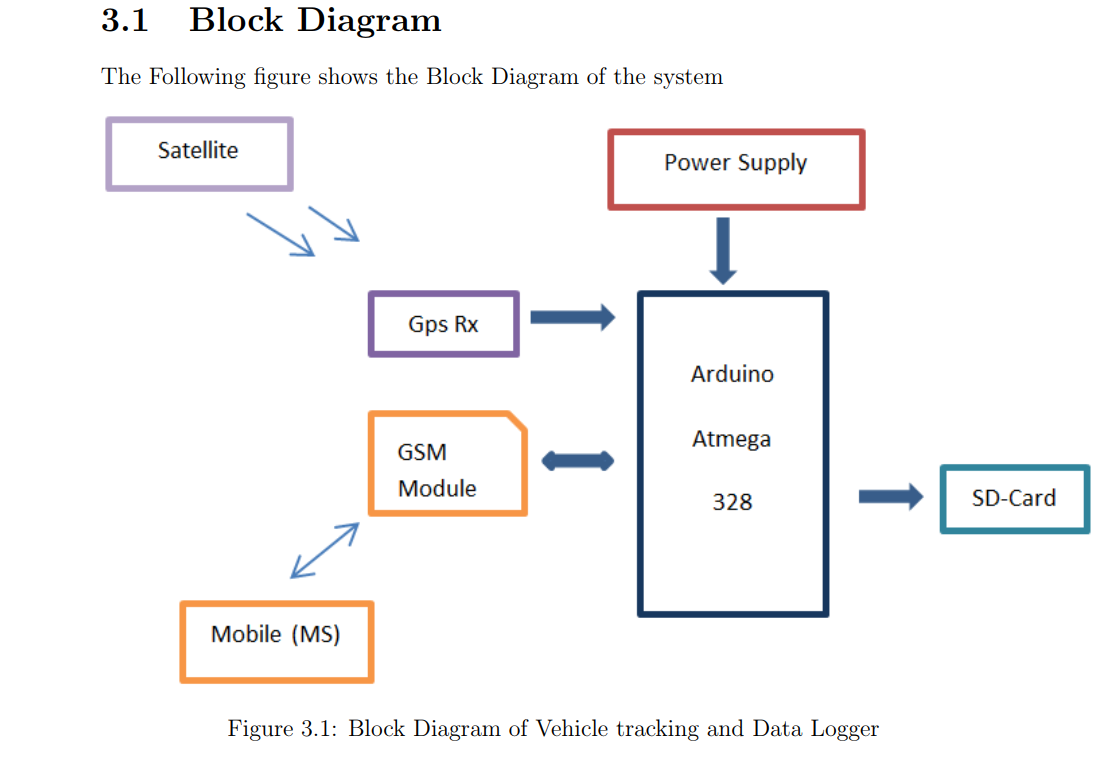 3.1 Block Diagram
The Following figure shows the Block Diagram of the system
Satellite
Power Supply
Gps Rx
Arduino
Atmega
328
GSM
Module
SD-Card
Mobile (MS)
Figure 3.1: Block Diagram of Vehicle tracking and Data Logger